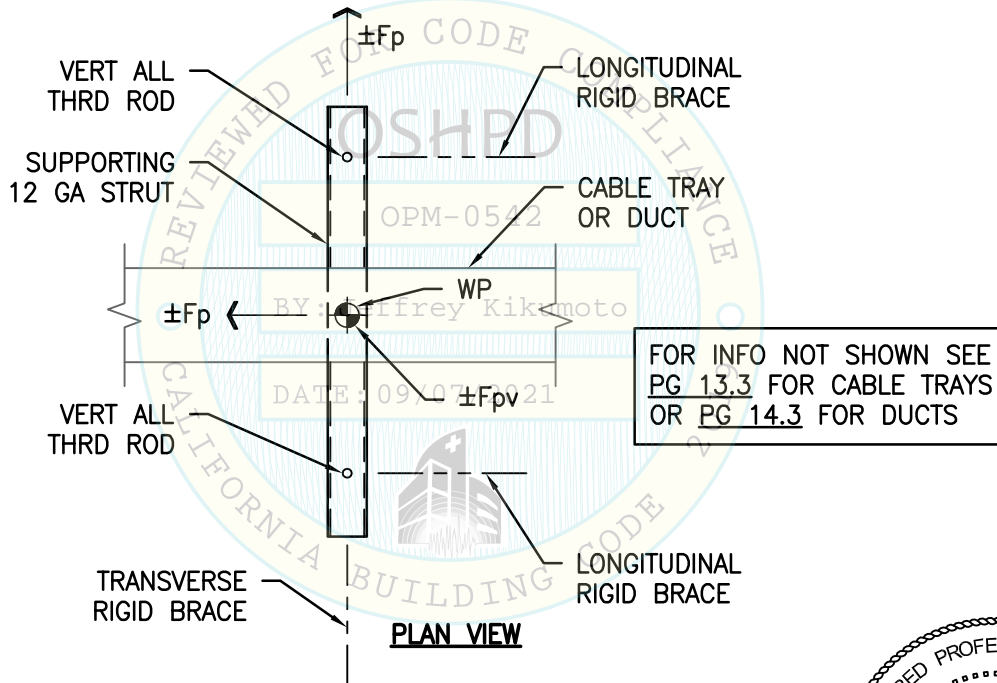 ±Fp
VERT ALL
THRD ROD
LONGITUDINAL
RIGID BRACE
SUPPORTING
12 GA STRUT
CABLE TRAY
OR DUCT
WP
±Fp
±Fpv
FOR INFO NOT SHOWN SEE
PG 13.3 FOR CABLE TRAYS
OR PG 14.3 FOR DUCTS
VERT ALL
THRD ROD
LONGITUDINAL
RIGID BRACE
TRANSVERSE
RIGID BRACE
PLAN VIEW
REVIEWED FOR CODE COMPLIANCE
OSHPD
OPM-0542
BY: Jeffrey Kikumoto
DATE: 09/07/2021
CALIFORNIA BUILDING CODE